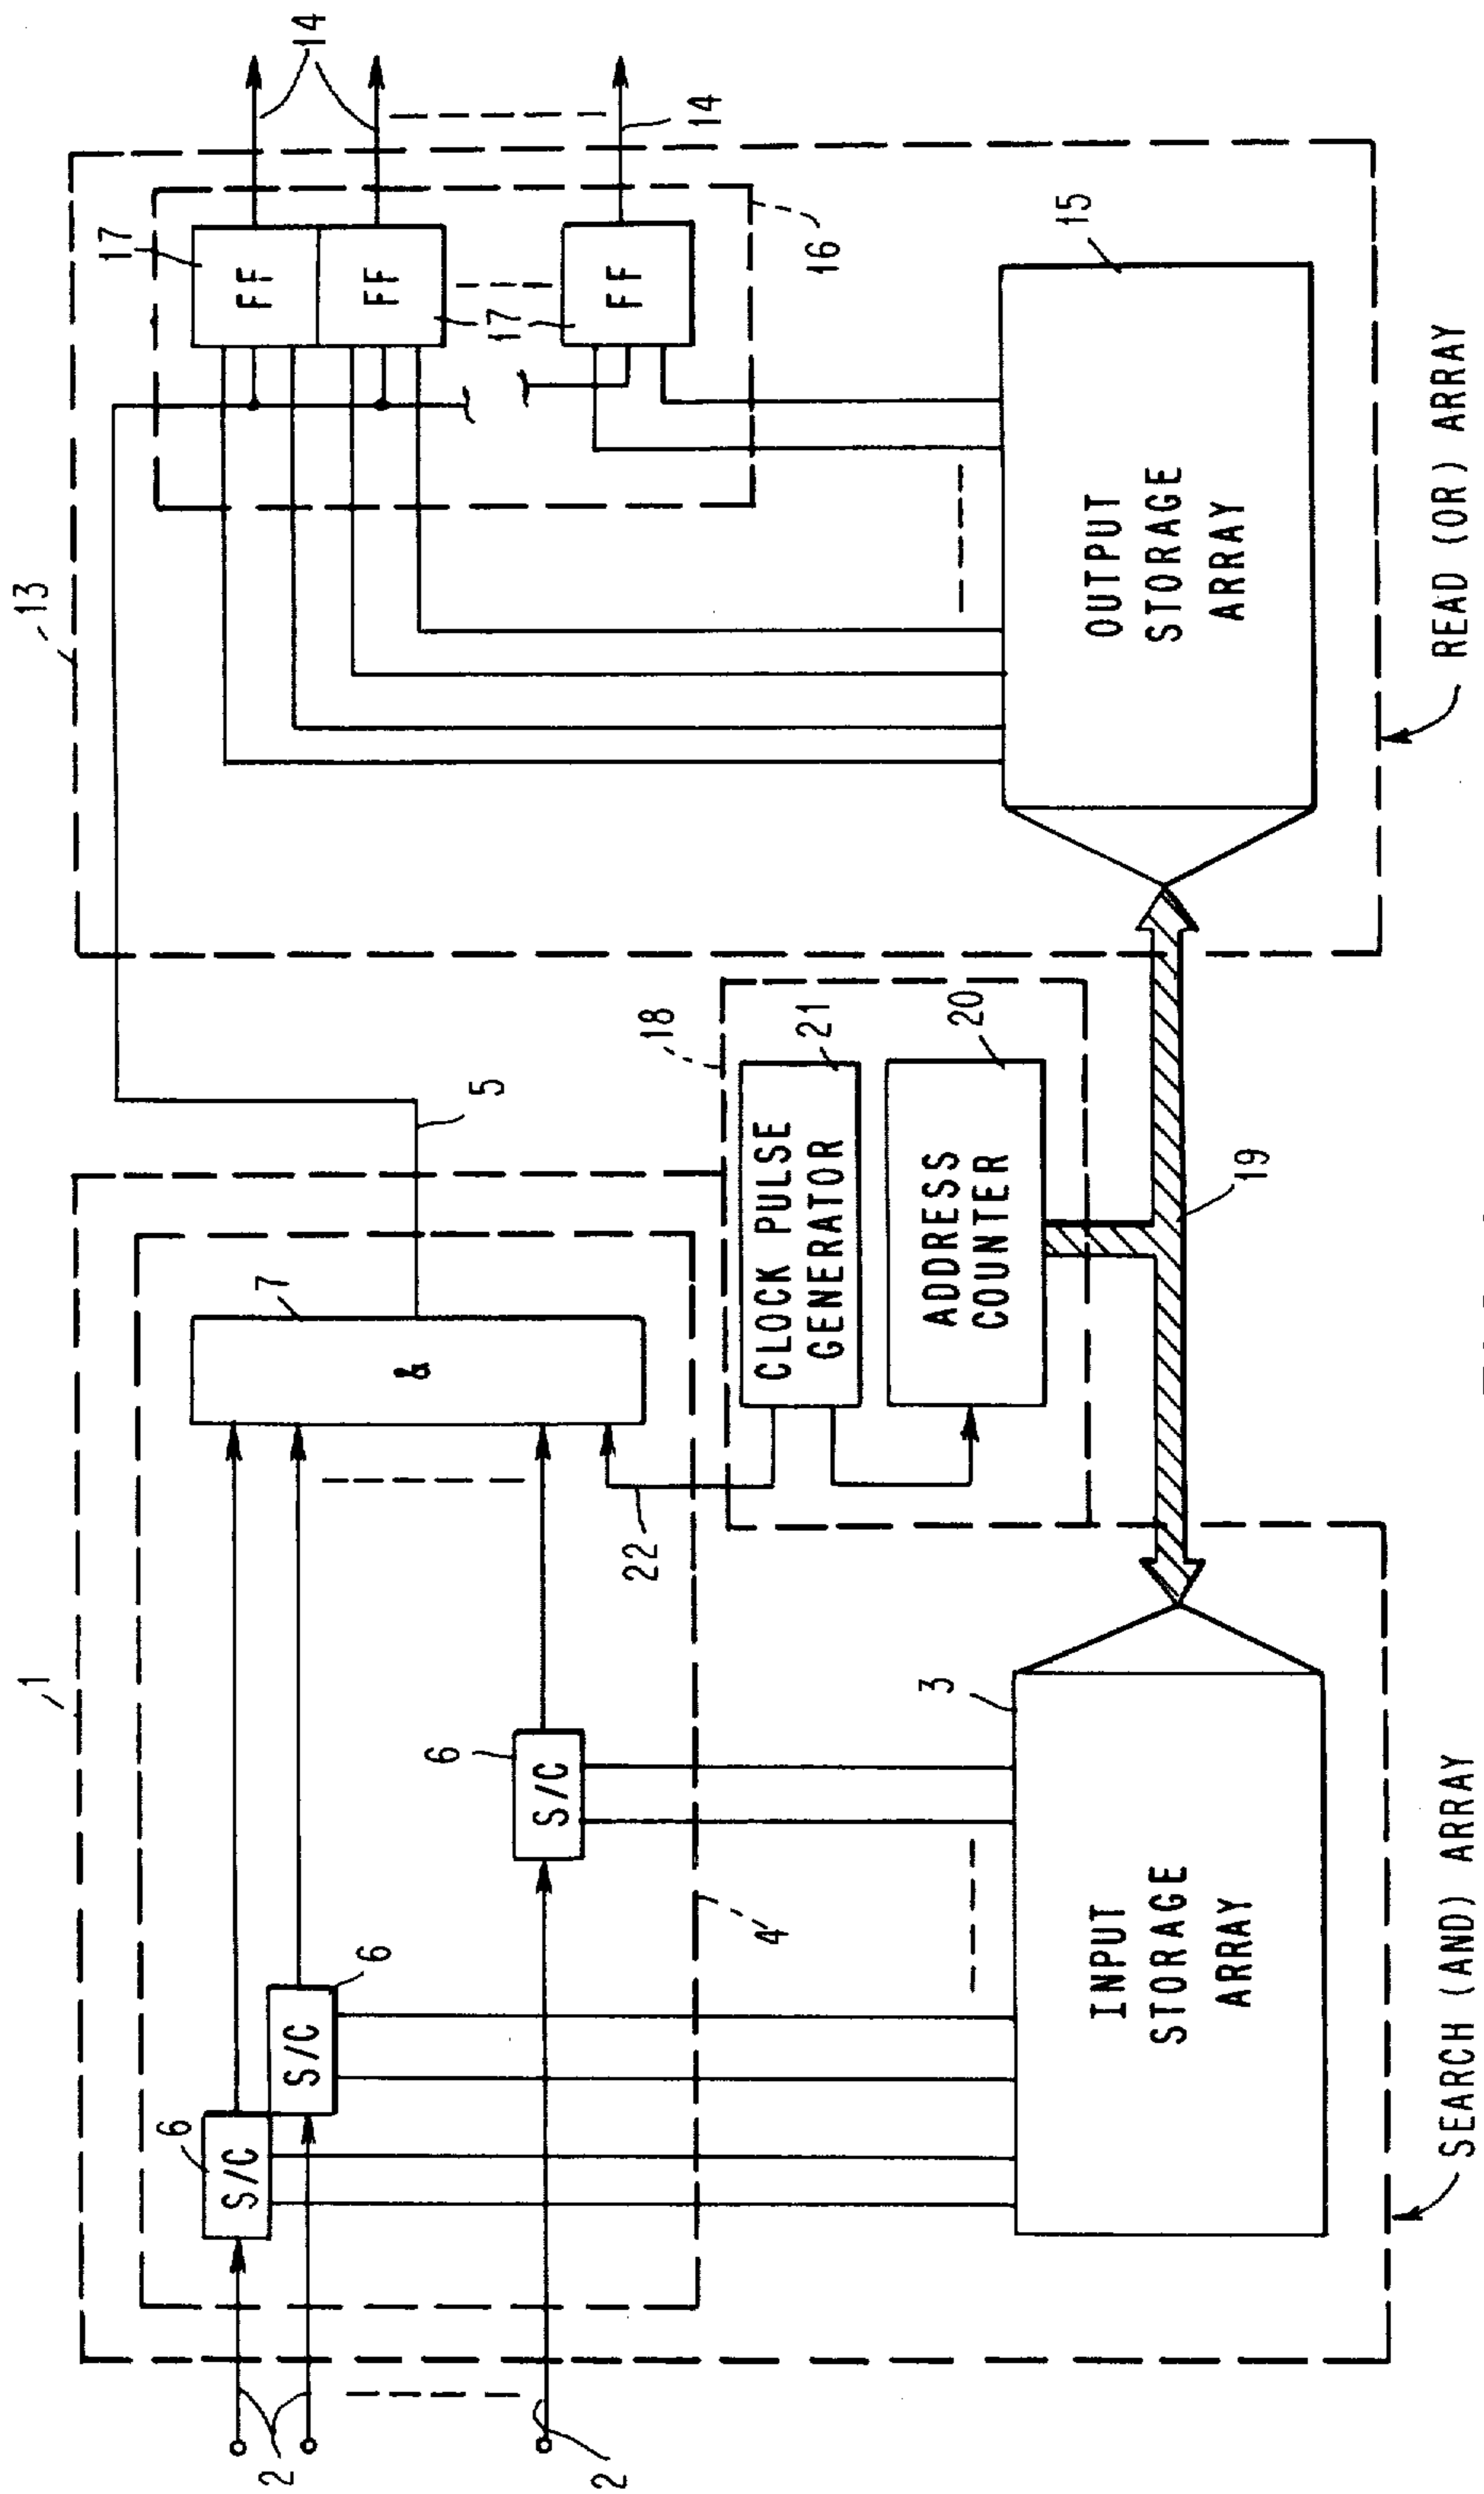 1
13
14
17
FF
FF
17
FF
14
16
5
7
&
6
S/C
S/C
6
6
S/C
22
4
2
2
18
CLOCK PULSE
GENERATOR
21
ADDRESS
COUNTER
20
3
INPUT
STORAGE
ARRAY
19
15
OUTPUT
STORAGE
ARRAY
SEARCH (AND) ARRAY
READ (OR) ARRAY